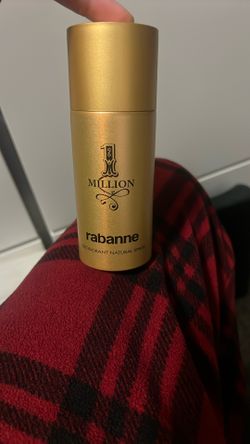 1
MILLION
rabanne
DEODORANT NATURAL SPRAY